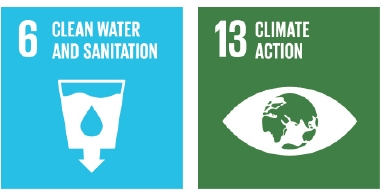 6 CLEAN WATER
AND SANITATION
13 CLIMATE
ACTION